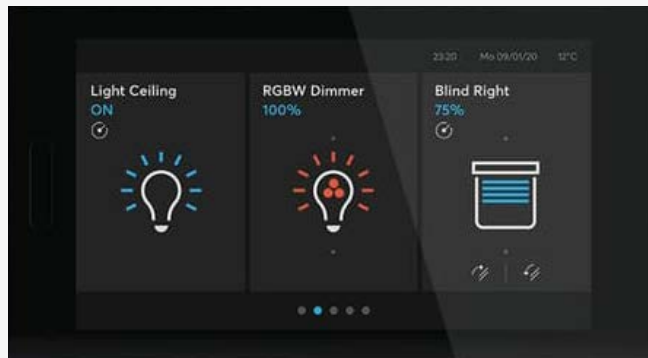 23:20 Mo 09/01/20 12°C
Light Ceiling
ON
RGBW Dimmer
100%
Blind Right
75%